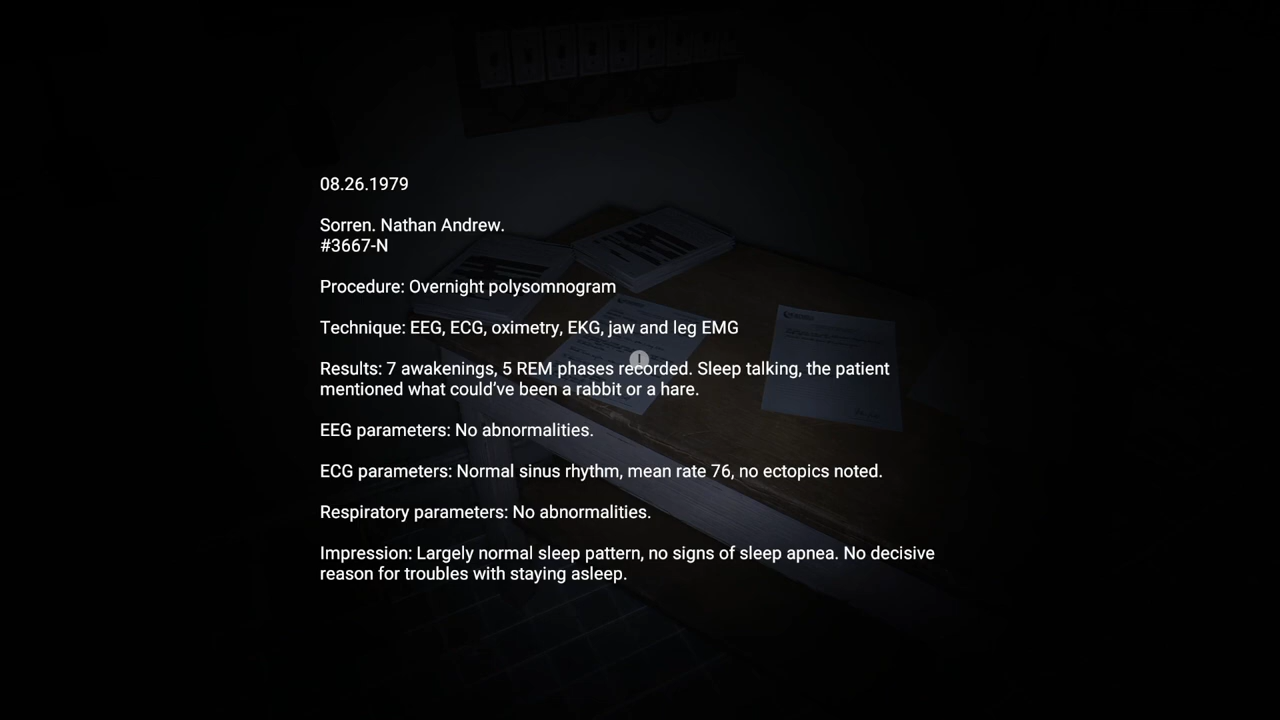 08.26.1979
Sorren. Nathan Andrew.
#3667-N
Procedure: Overnight polysomnogram
Technique: EEG, ECG, oximetry, EKG, jaw and leg EMG
Results: 7 awakenings, 5 REM phases recorded. Sleep talking, the patient
mentioned what could've been a rabbit or a hare.
EEG parameters: No abnormalities.
ECG parameters: Normal sinus rhythm, mean rate 76, no ectopics noted.
Respiratory parameters: No abnormalities.
Impression: Largely normal sleep pattern, no signs of sleep apnea. No decisive
reason for troubles with staying asleep.